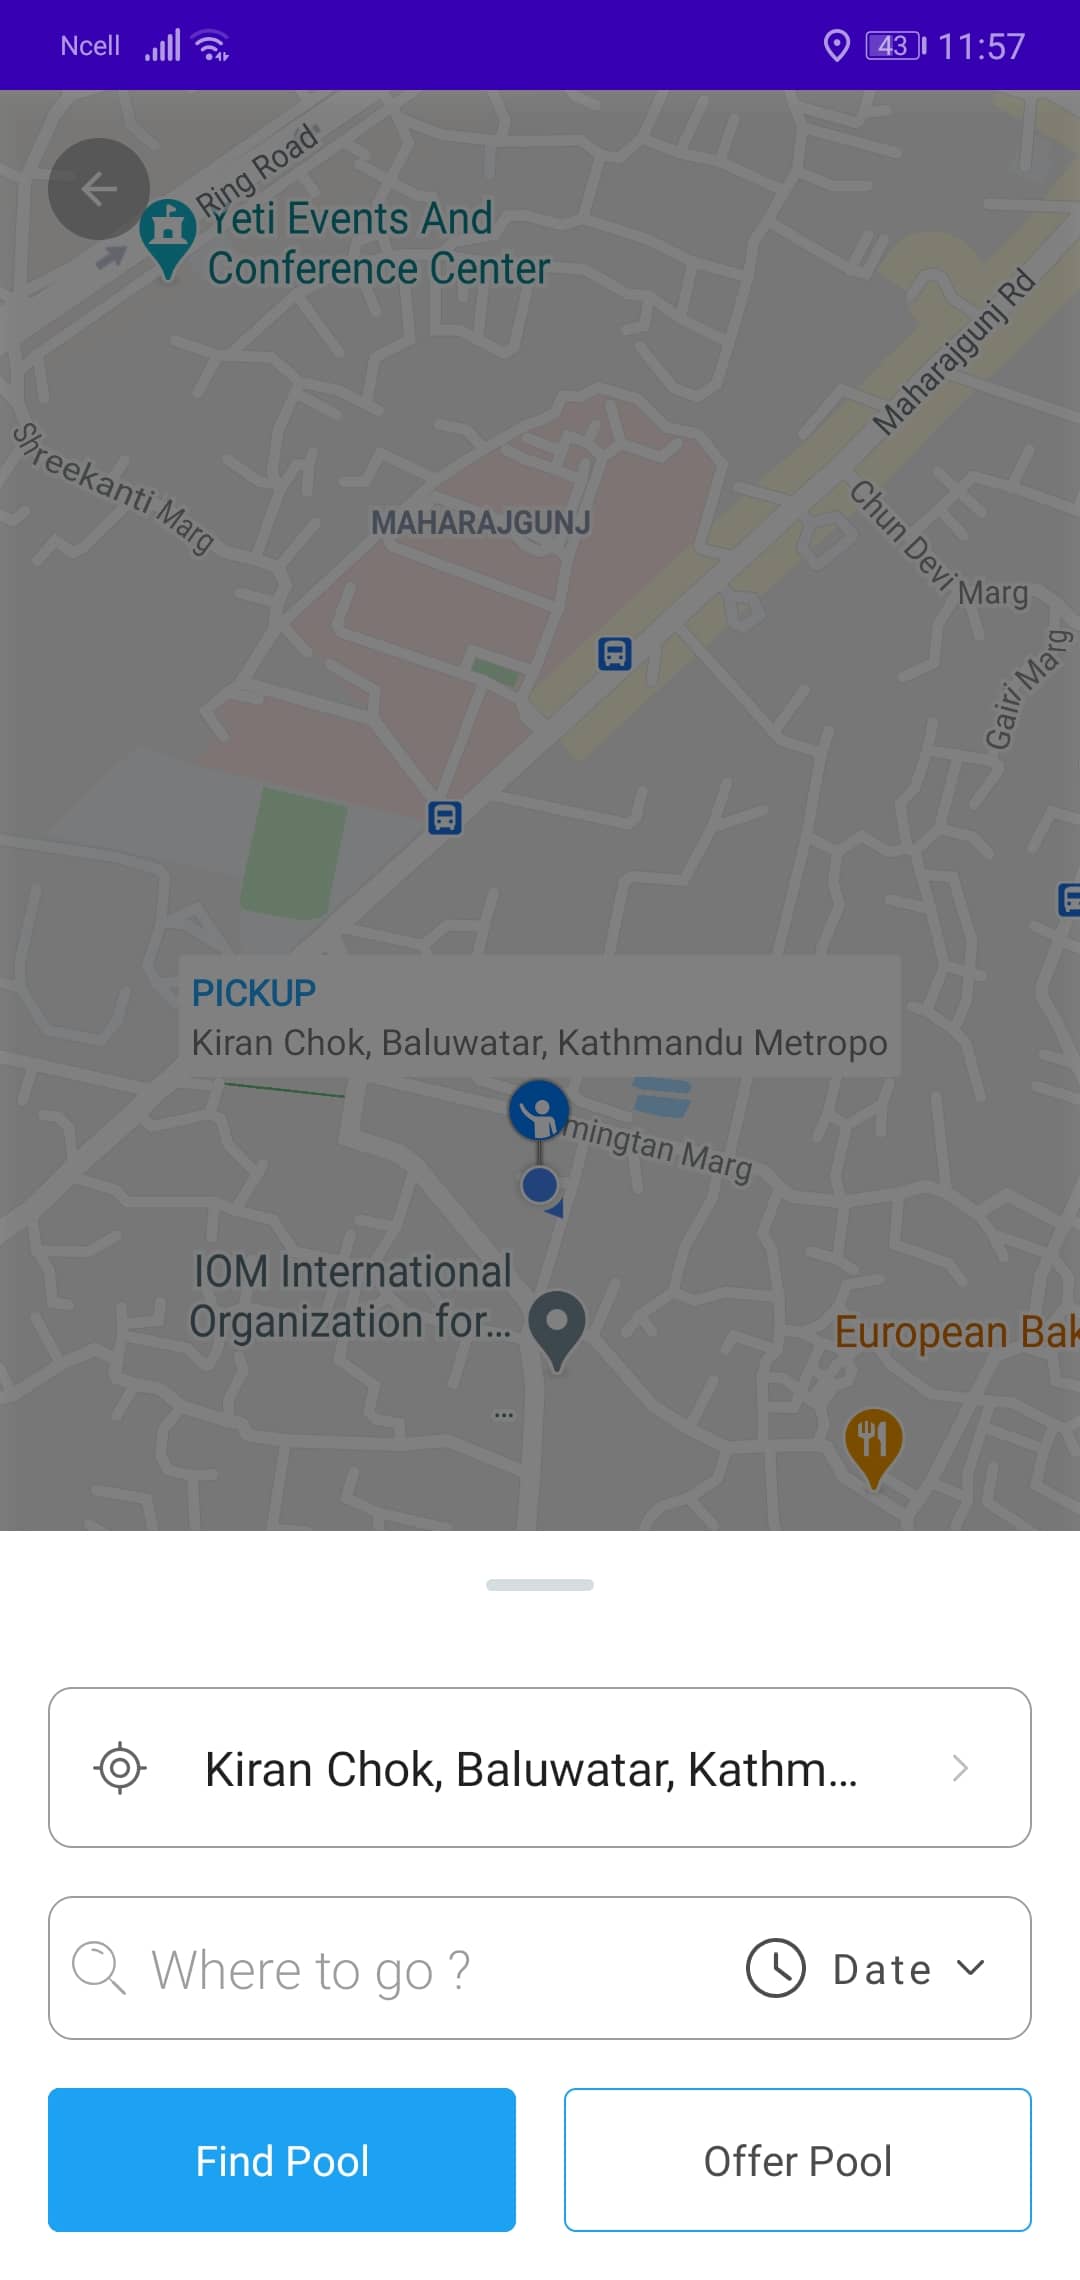 Ncell 43 11:57
Ring Road
Yeti Events And
Conference Center
Maharajgunj Rd
Shreekanti Marg
MAHARAJGUNJ
Chun Devi Marg
Gairi Marg
PICKUP
Kiran Chok, Baluwatar, Kathmandu Metropo
mingtan Marg
IOM International
Organization for...
European Bak
...
Kiran Chok, Baluwatar, Kathm...
Where to go ? Date
Find Pool Offer Pool